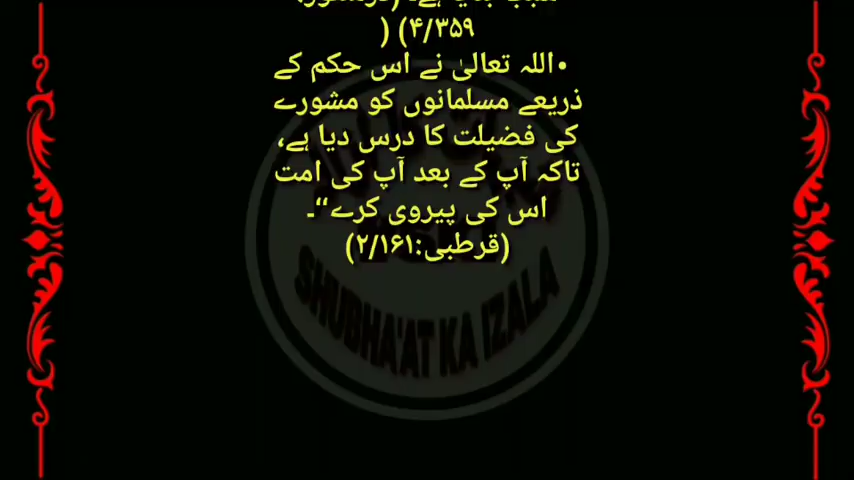 ۴/۳۵۹) (
•اللہ تعالیٰ نے اس حکم کے
ذریعے مسلمانوں کو مشورے
کی فضیلت کا درس دیا ہے،
تاکہ آپ کے بعد آپ کی امت
اس کی پیروی کرے“۔
(قرطبی:۲/۱۶۱)
SHUBHA'AT KA IZALA